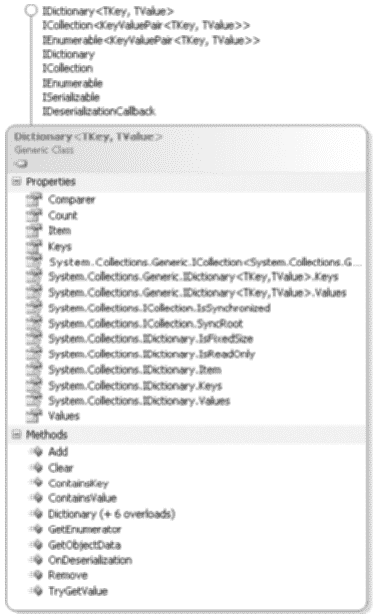 IDictionary<TKey, TValue>
ICollection<KeyValuePair<TKey, TValue>>
IEnumerable<KeyValuePair<TKey, TValue>>
IDictionary
ICollection
IEnumerable
ISerializable
IDeserializationCallback
Dictionary<TKey, TValue>
Generic Class
Properties
Comparer
Count
Item
Keys
System.Collections.Generic.ICollection<System.Collections.G...
System.Collections.Generic.IDictionary<TKey,TValue>.Keys
System.Collections.Generic.IDictionary<TKey,TValue>.Values
System.Collections.ICollection.IsSynchronized
System.Collections.ICollection.SyncRoot
System.Collections.IDictionary.IsFixedSize
System.Collections.IDictionary.IsReadOnly
System.Collections.IDictionary.Item
System.Collections.IDictionary.Keys
System.Collections.IDictionary.Values
Values
Methods
Add
Clear
ContainsKey
ContainsValue
Dictionary (+ 6 overloads)
GetEnumerator
GetObjectData
OnDeserialization
Remove
TryGetValue